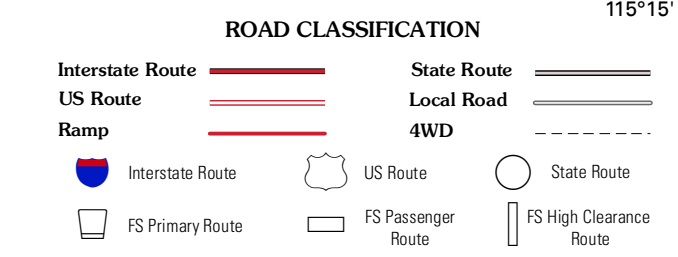 115°15'
ROAD CLASSIFICATION
Interstate Route
State Route
US Route
Local Road
Ramp
4WD
Interstate Route
US Route
State Route
FS Primary Route
FS Passenger
Route
FS High Clearance
Route